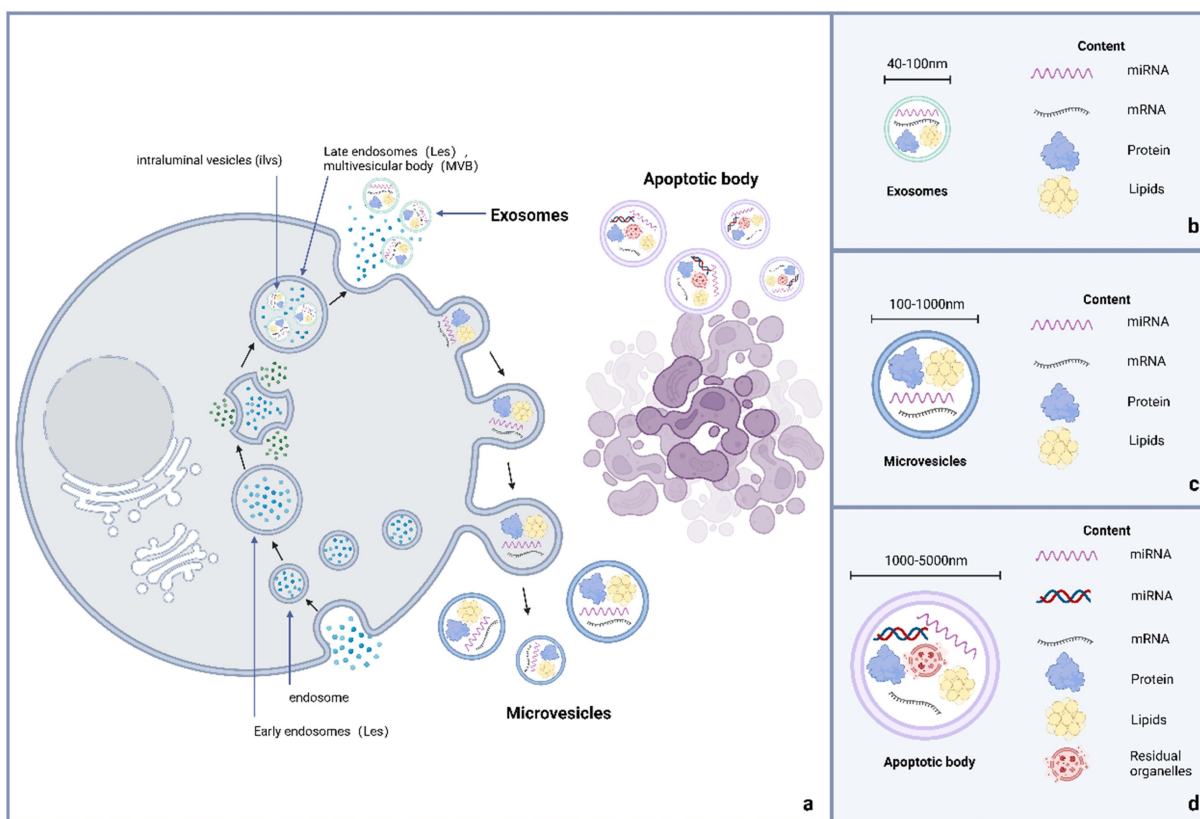 intraluminal vesicles (ilvs)
Late endosomes (Les) ,
multivesicular body (MVB)
Exosomes
Apoptotic body
endosome
Early endosomes (Les)
Microvesicles
a
40-100nm
Exosomes
Content
miRNA
mRNA
Protein
Lipids
b
100-1000nm
Microvesicles
Content
miRNA
mRNA
Protein
Lipids
c
1000-5000nm
Apoptotic body
Content
miRNA
miRNA
mRNA
Protein
Lipids
Residual
organelles
d